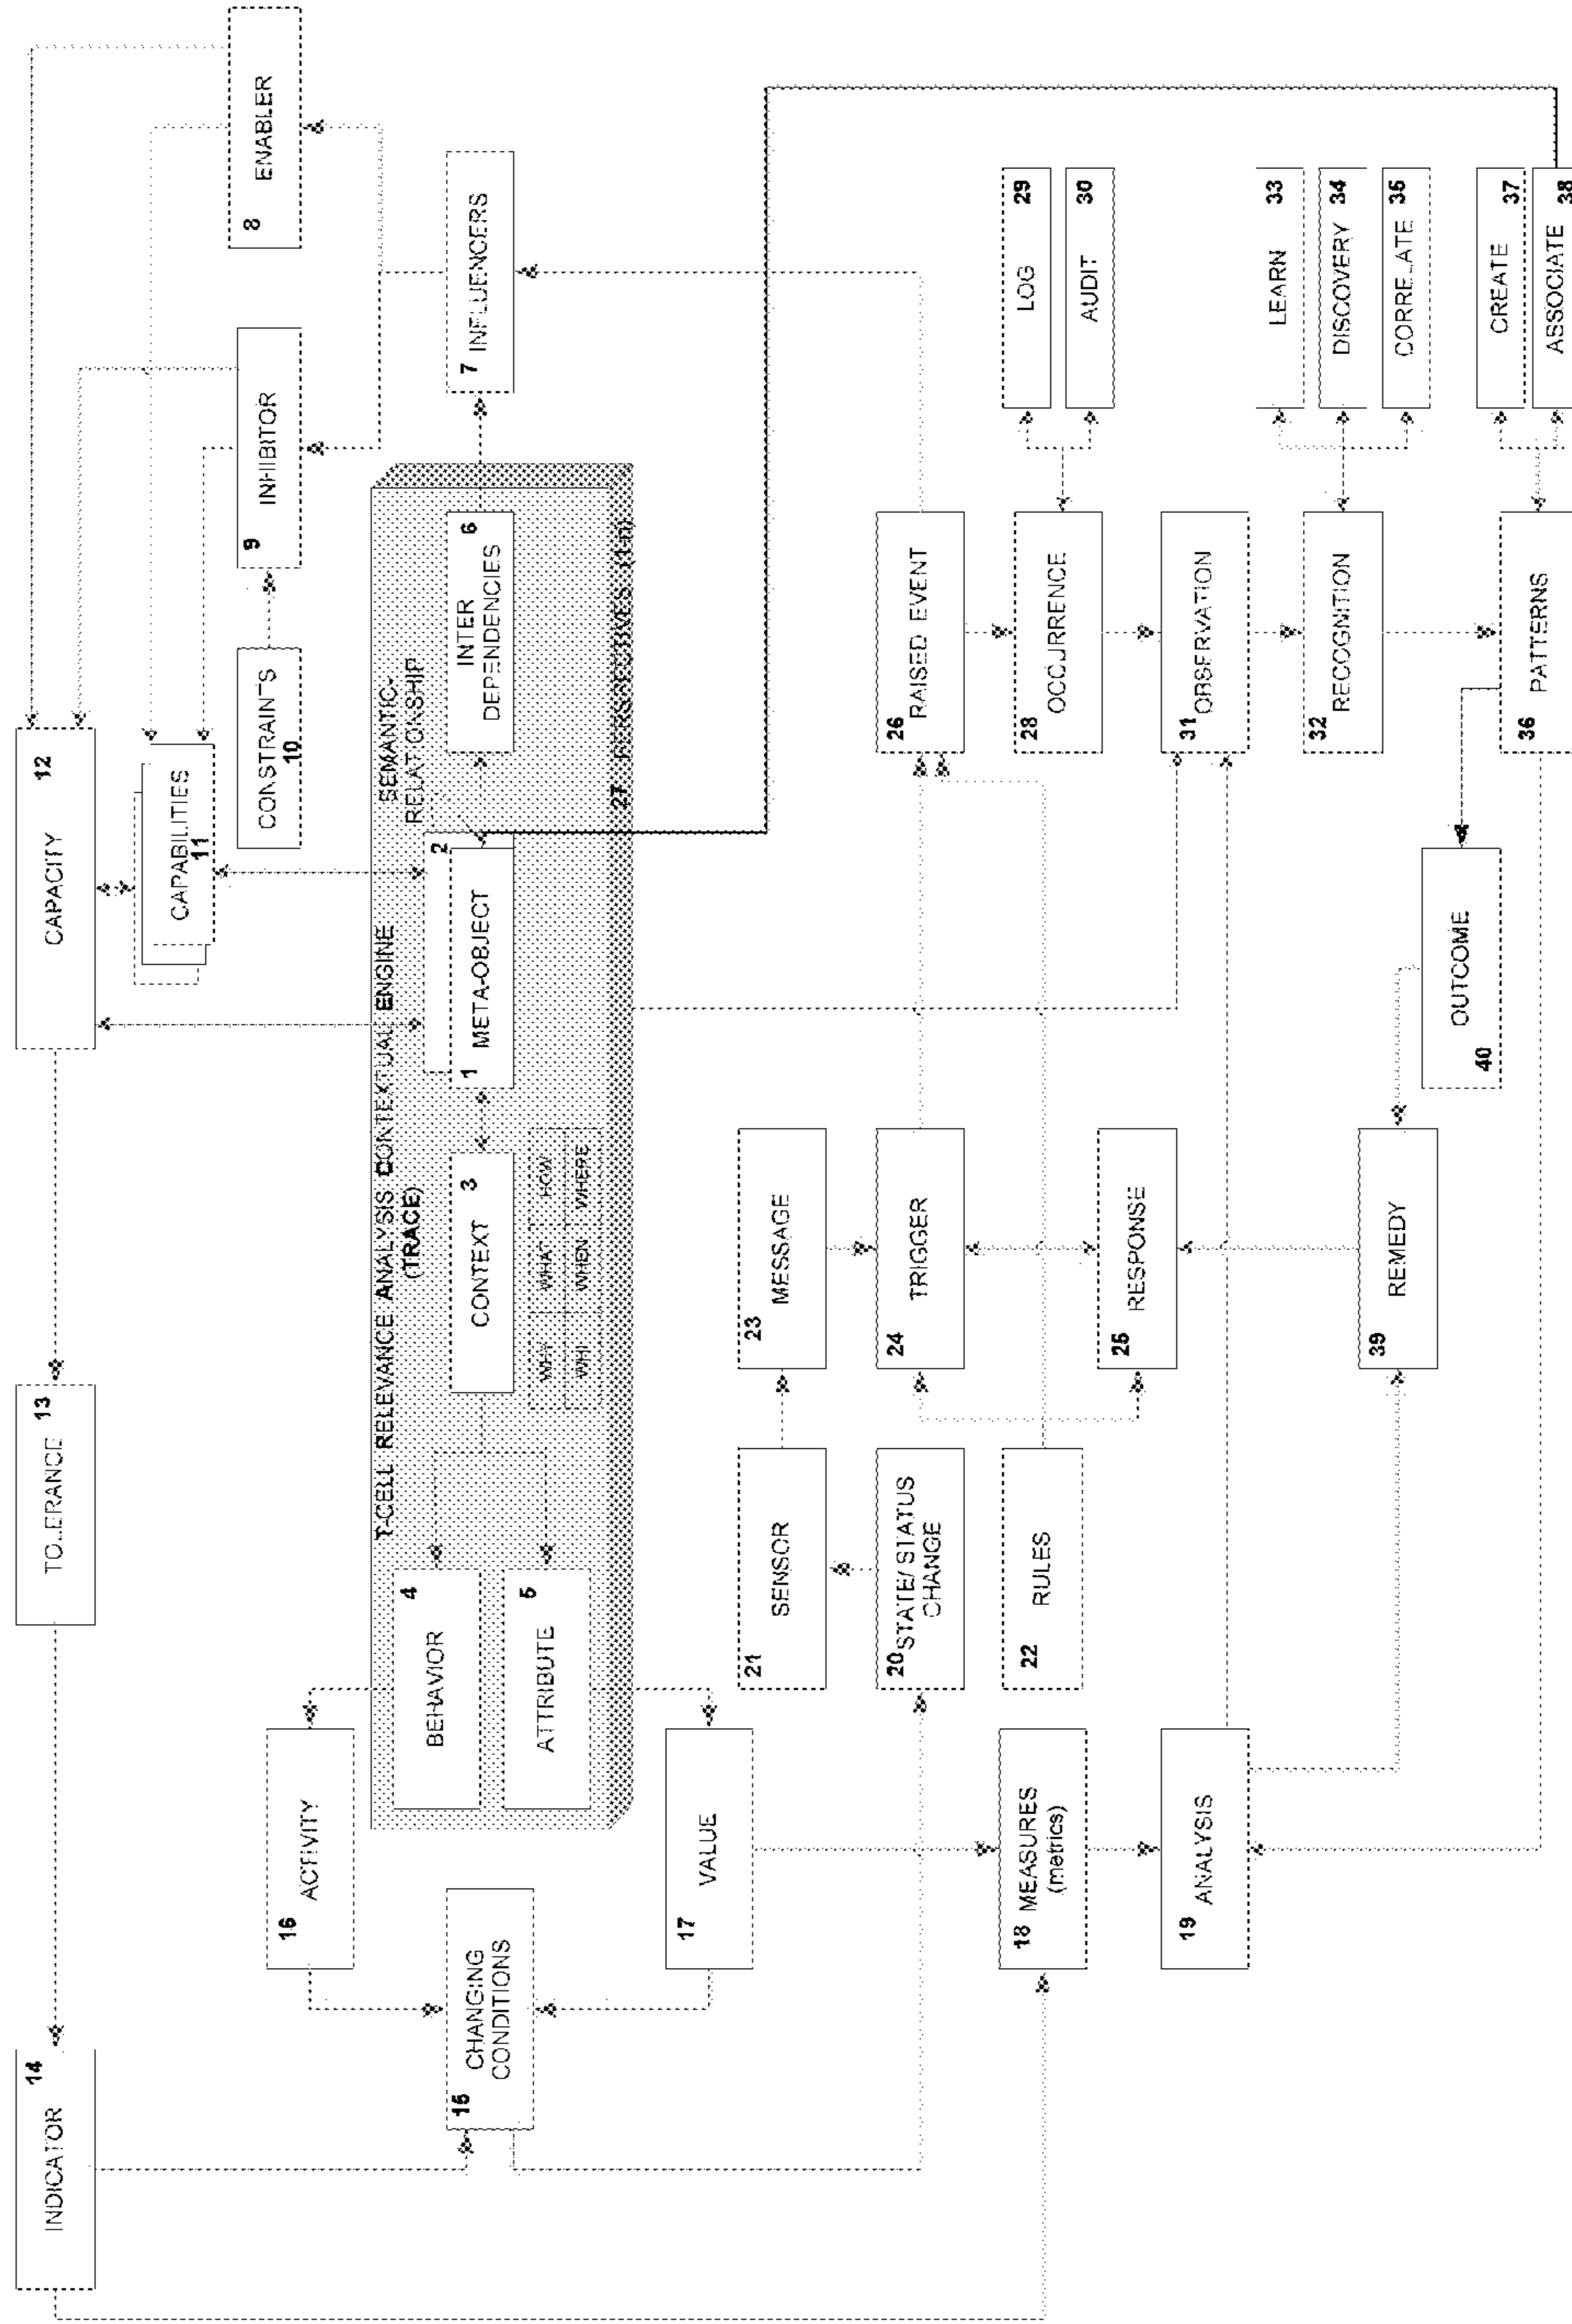 INDICATOR
14
TOLERANCE
13
CAPACITY
12
CAPABILITIES
11
CONSTRAINTS
10
9
INHIBITOR
8
ENABLER
16
ACTIVITY
15
CHANGING
CONDITIONS
17
VALUE
T-CELL RELEVANCE ANALYSIS CONTEXTUAL ENGINE
(TRACE)
SEMANTIC-
RELATIONSHIP
BEHAVIOR
4
ATTRIBUTE
5
CONTEXT
3
WHY
WHAT
HOW
WHEN
WHERE
1
META-OBJECT
2
INTER
DEPENDENCIES
6
27 PERSPECTIVES (1-n)
7
INFLUENCERS
18
MEASURES
(metrics)
19
ANALYSIS
21
SENSOR
20
STATE/ STATUS
CHANGE
22
RULES
23
MESSAGE
24
TRIGGER
25
RESPONSE
39
REMEDY
40
OUTCOME
26
RAISED EVENT
28
OCCURRENCE
31
OBSERVATION
32
RECOGNITION
36
PATTERNS
LOG
29
AUDIT
30
LEARN
33
DISCOVERY
34
CORRELATE
35
CREATE
37
ASSOCIATE
38